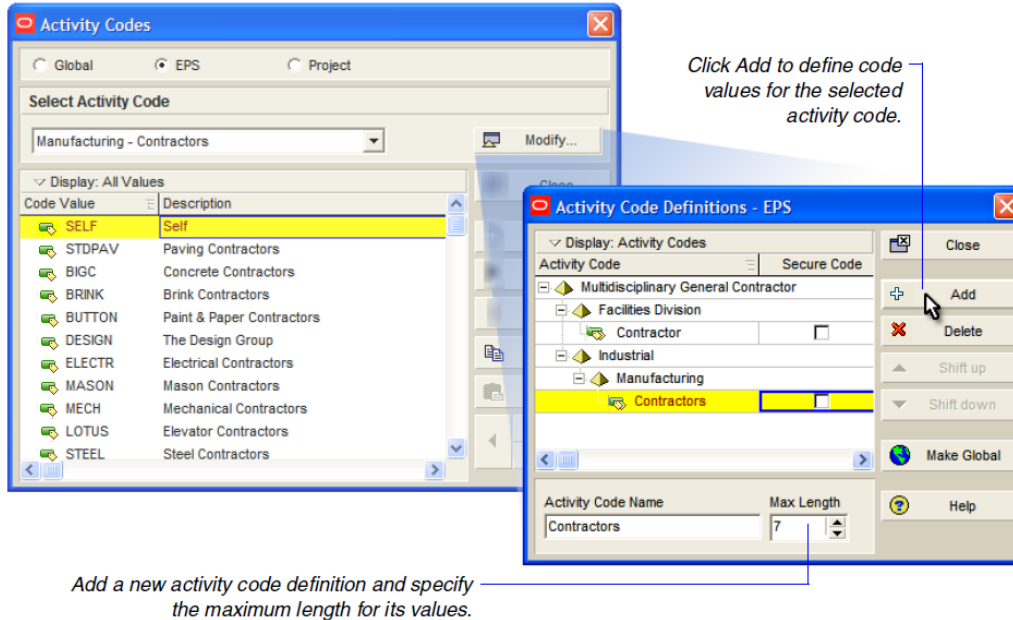 Activity Codes
Global EPS Project
Select Activity Code
Manufacturing - Contractors
Modify...
Display: All Values
Code Value Description
SELF Self
STDPAV Paving Contractors
BIGC Concrete Contractors
BRINK Brink Contractors
BUTTON Paint & Paper Contractors
DESIGN The Design Group
ELECTR Electrical Contractors
MASON Mason Contractors
MECH Mechanical Contractors
LOTUS Elevator Contractors
STEEL Steel Contractors
Close
Click Add to define code
values for the selected
activity code.
Activity Code Definitions - EPS
Display: Activity Codes
Activity Code Secure Code
Multidisciplinary General Contractor
Facilities Division
Contractor
Industrial
Manufacturing
Contractors
Close
Add
Delete
Shift up
Shift down
Make Global
Help
Activity Code Name Max Length
Contractors 7
Add a new activity code definition and specify
the maximum length for its values.